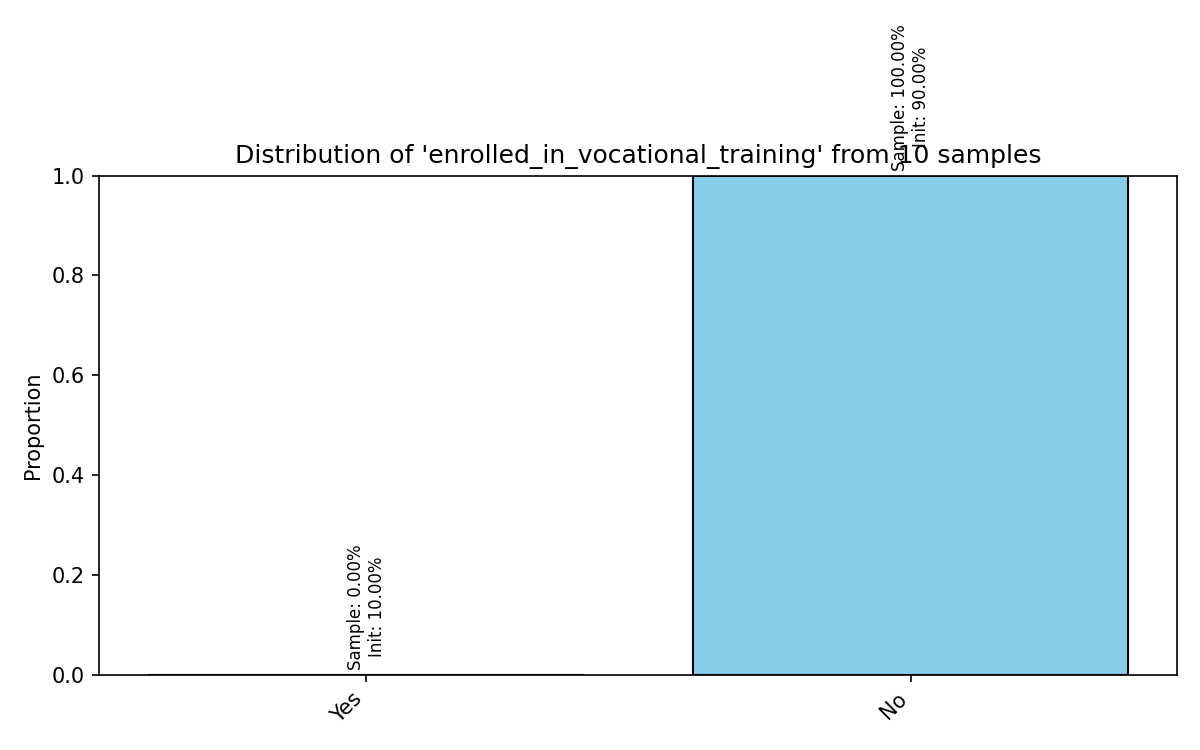 Sample: 100.00%
Init: 90.00%
Distribution of 'enrolled_in_vocational_training' from 10 samples
1.0
0.8
0.6
0.4
0.2
0.0
Proportion
Sample: 0.00%
Init: 10.00%
Yes
No